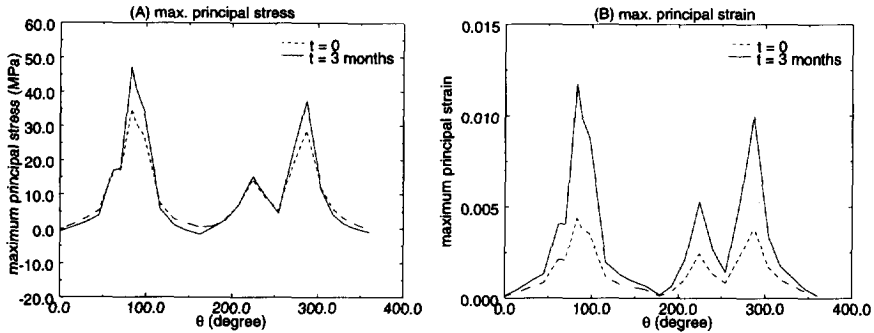 (A) max. principal stress
60.0
50.0
40.0
30.0
20.0
10.0
0.0
-10.0
-20.0
maximum principal stress (MPa)
t = 0
t = 3 months
0.0
100.0
200.0
300.0
400.0
θ (degree)
(B) max. principal strain
0.015
0.010
0.005
0.000
maximum principal strain
t = 0
t = 3 months
0.0
100.0
200.0
300.0
400.0
θ (degree)